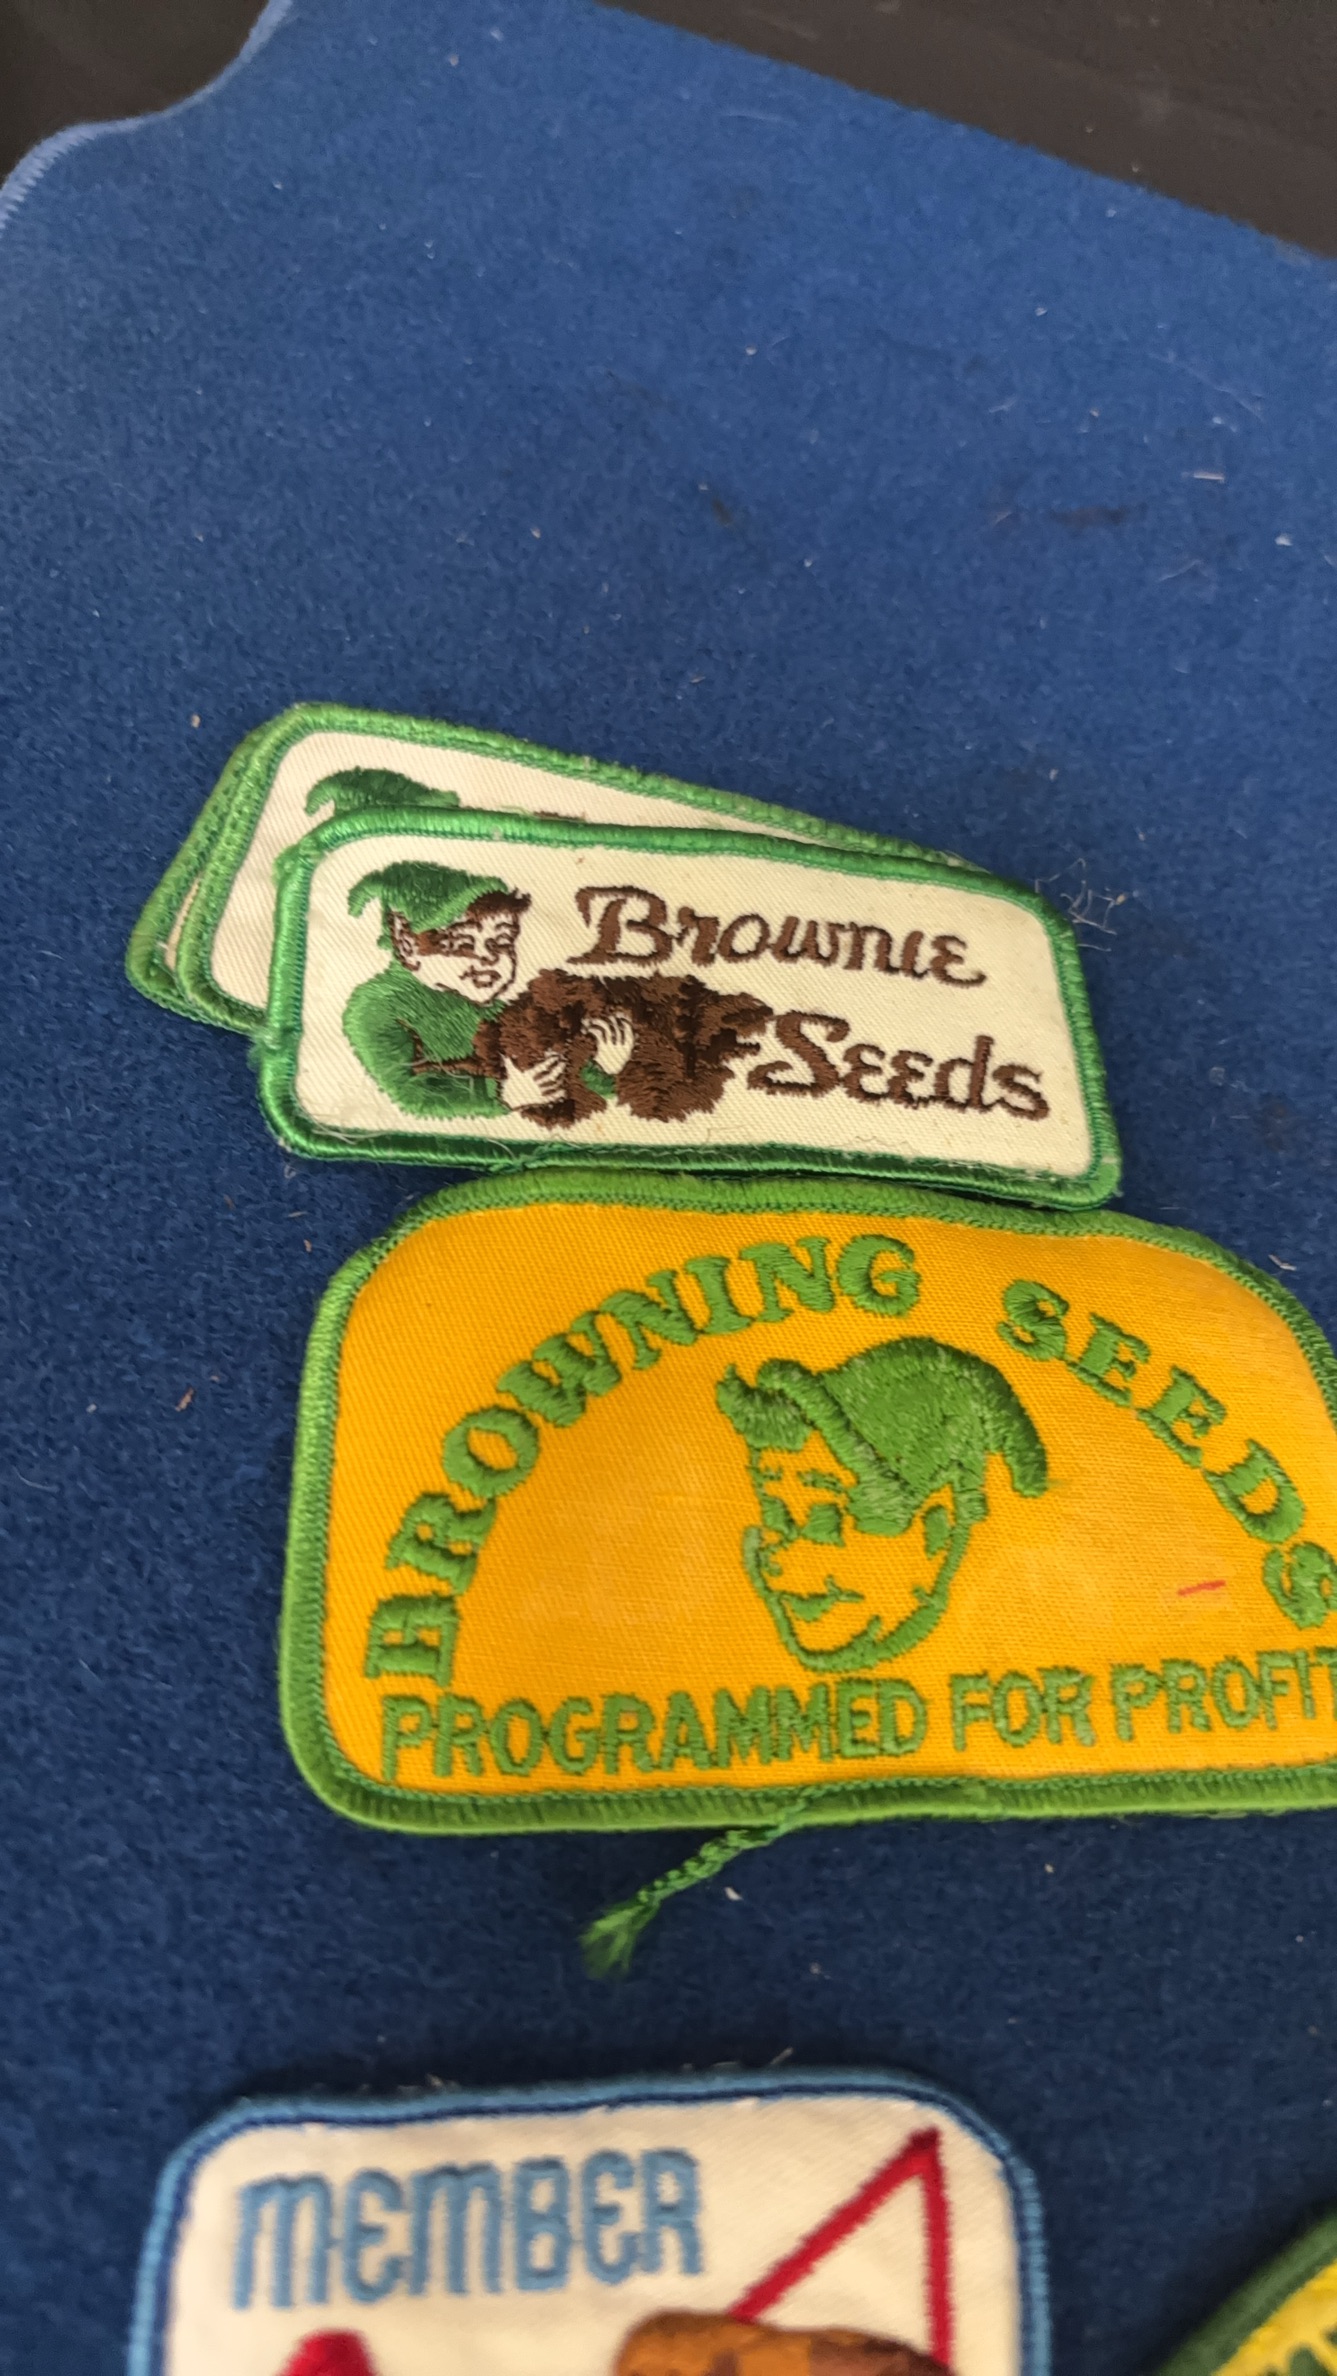 Brownie
Seeds
BROWNING SEEDS
PROGRAMMED FOR PROFIT
MEMBER